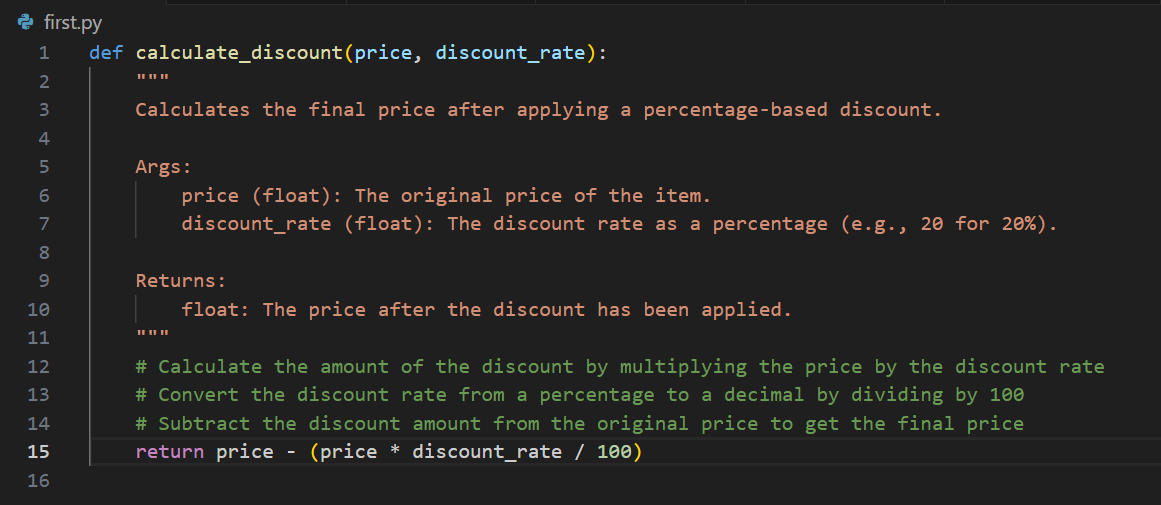 first.py
1 def calculate_discount(price, discount_rate):
2 """
3 Calculates the final price after applying a percentage-based discount.
4
5 Args:
6 price (float): The original price of the item.
7 discount_rate (float): The discount rate as a percentage (e.g., 20 for 20%).
8
9 Returns:
10 float: The price after the discount has been applied.
11 """
12 # Calculate the amount of the discount by multiplying the price by the discount rate
13 # Convert the discount rate from a percentage to a decimal by dividing by 100
14 # Subtract the discount amount from the original price to get the final price
15 return price - (price * discount_rate / 100)
16